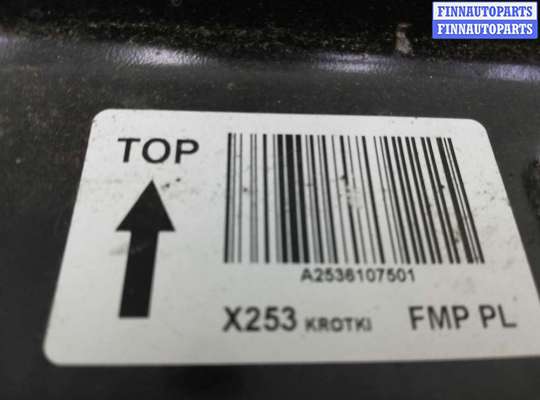 FINNAUTOPARTS
FINNAUTOPARTS
TOP
A2536107501
X253 KROTKI FMP PL